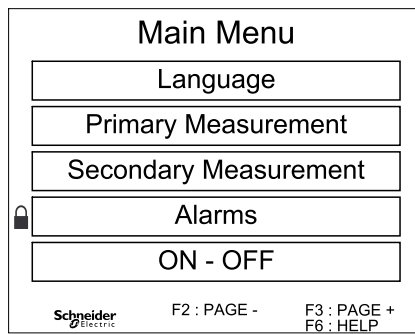 Main Menu
Language
Primary Measurement
Secondary Measurement
Alarms
ON - OFF
Schneider
Electric
F2 : PAGE -
F3 : PAGE +
F6 : HELP